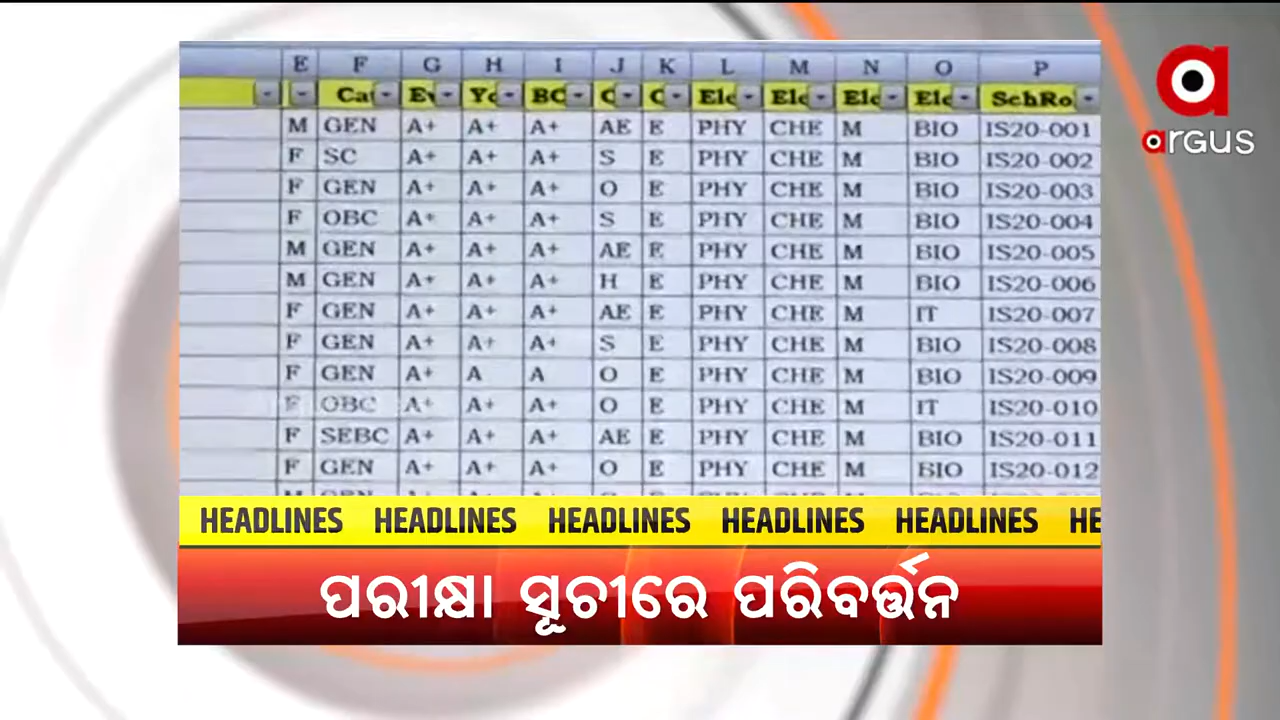 E F G H I J K L M N O P
Ca Ev Ye BC C C Ele Ele Ele Ele SchRo
M GEN A+ A+ A+ AE E PHY CHE M BIO IS20-001
F SC A+ A+ A+ S E PHY CHE M BIO IS20-002
F GEN A+ A+ A+ O E PHY CHE M BIO IS20-003
F OBC A+ A+ A+ S E PHY CHE M BIO IS20-004
M GEN A+ A+ A+ AE E PHY CHE M BIO IS20-005
M GEN A+ A+ A+ H E PHY CHE M BIO IS20-006
F GEN A+ A+ A+ AE E PHY CHE M IT IS20-007
F GEN A+ A+ A+ S E PHY CHE M BIO IS20-008
F GEN A+ A A O E PHY CHE M BIO IS20-009
F OBC A+ A+ A+ O E PHY CHE M IT IS20-010
F SEBC A+ A+ A+ AE E PHY CHE M BIO IS20-011
F GEN A+ A+ A+ O E PHY CHE M BIO IS20-012
argus
HEADLINES HEADLINES HEADLINES HEADLINES HEADLINES HE
ପରୀକ୍ଷା ସୂଚୀରେ ପରିବର୍ତ୍ତନ